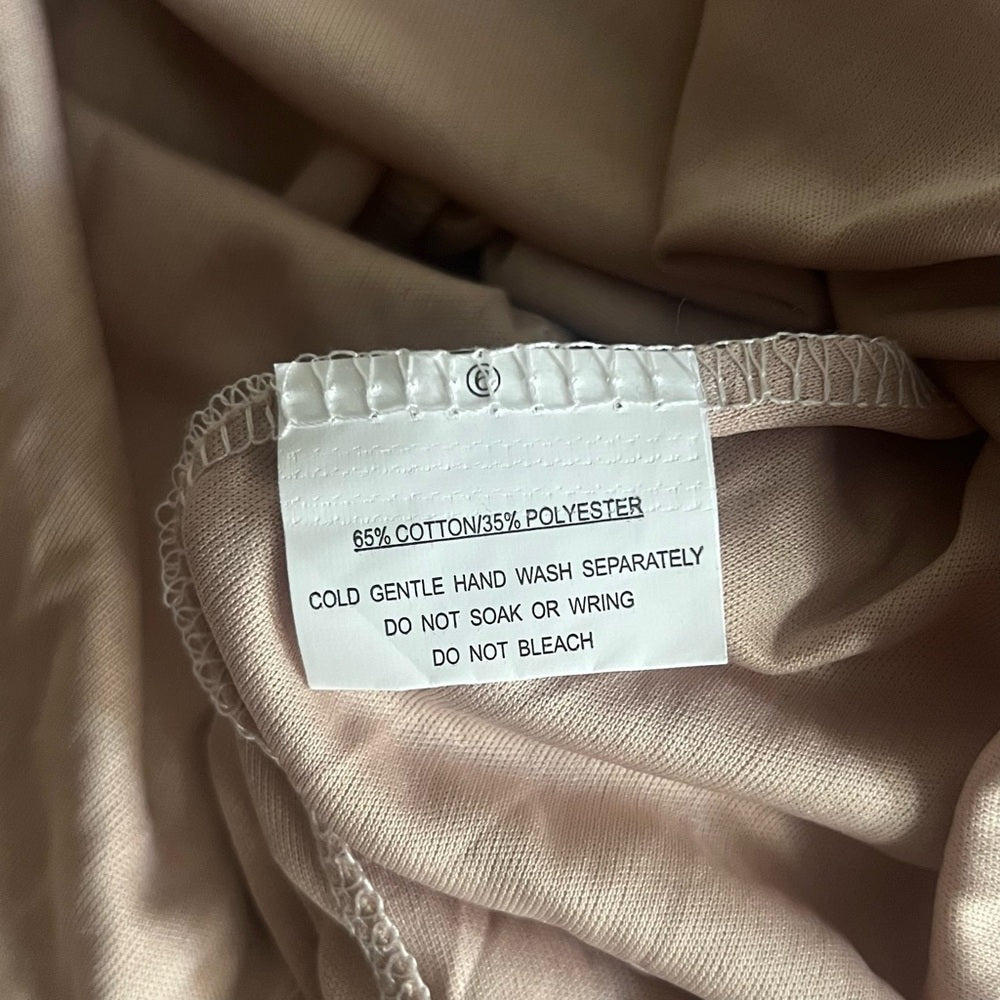 65% COTTON/35% POLYESTER
COLD GENTLE HAND WASH SEPARATELY
DO NOT SOAK OR WRING
DO NOT BLEACH